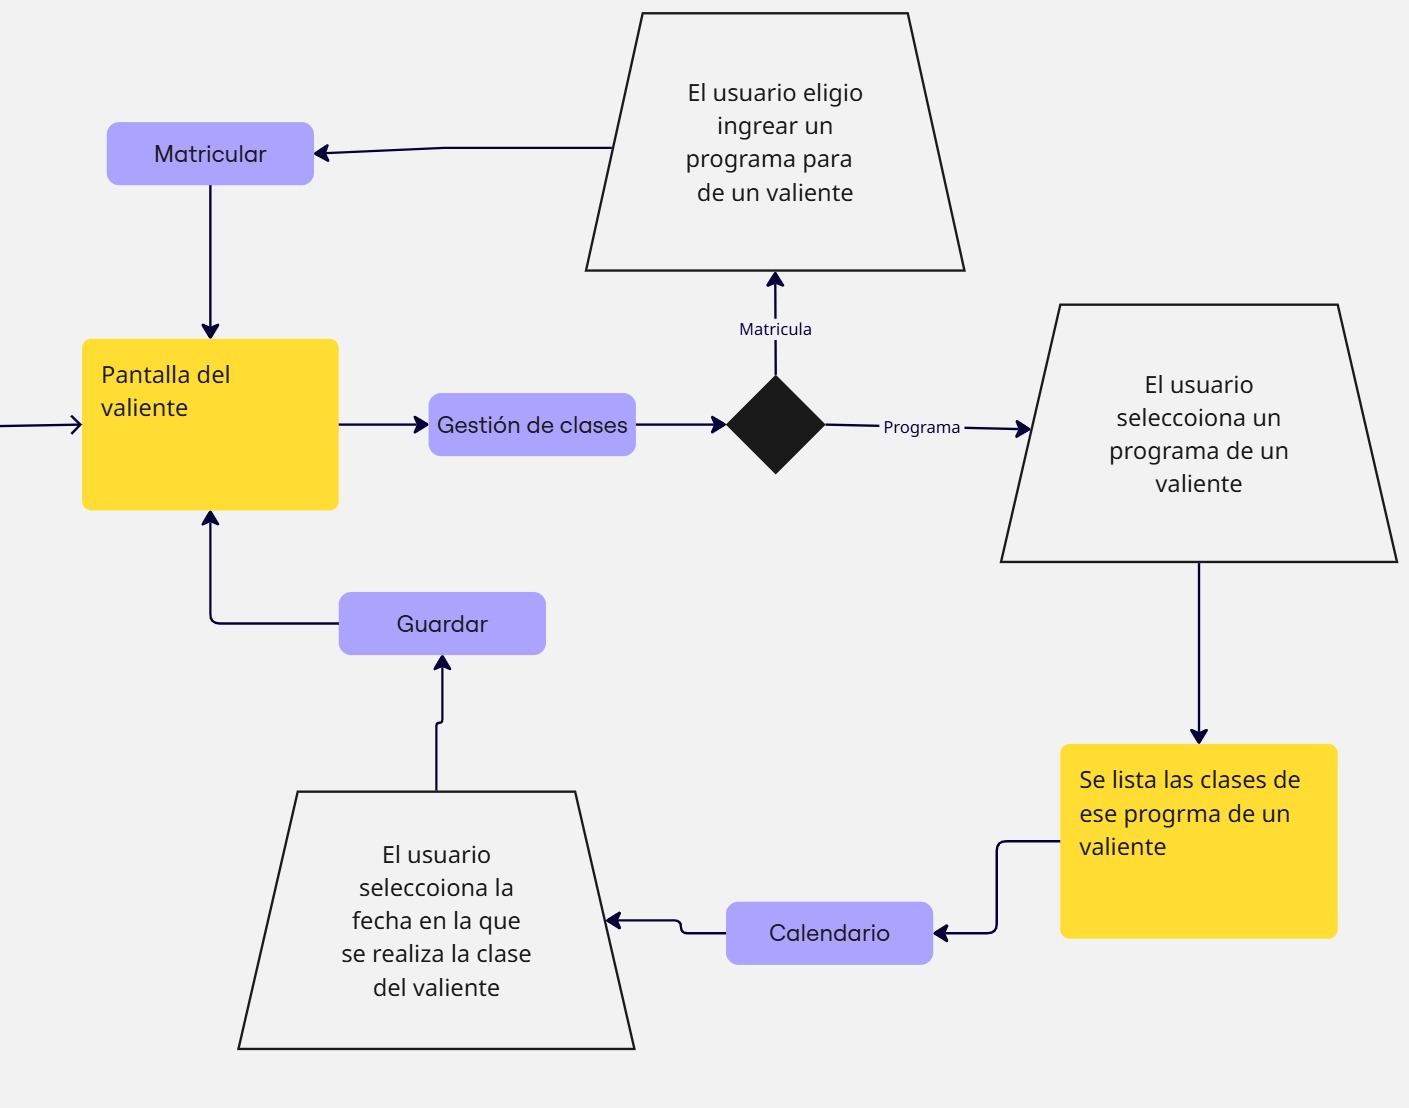 El usuario eligio
ingrear un
programa para
de un valiente
Matricular
Matricula
Pantalla del
valiente
Gestión de clases
Programa
El usuario
seleccoiona un
programa de un
valiente
Guardar
Se lista las clases de
ese progrma de un
valiente
Calendario
El usuario
seleccoiona la
fecha en la que
se realiza la clase
del valiente